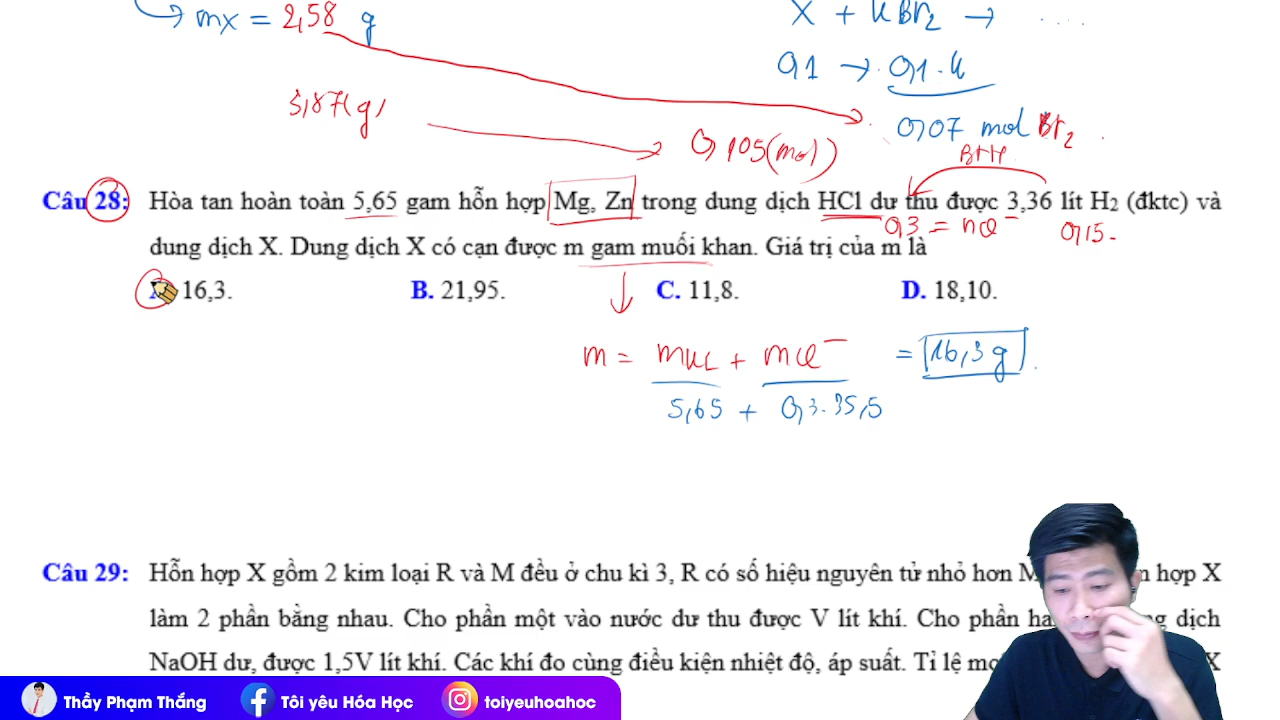 mx = 2,58 g
X + k Br2 → ....
0,1 → 0,1.k
3,87(g)
0,07 mol Br2
0,105(mol)
BTH
Câu 28: Hòa tan hoàn toàn 5,65 gam hỗn hợp Mg, Zn trong dung dịch HCl dư thu được 3,36 lít H2 (đktc) và
0,3 = nCl⁻ 0,15
dung dịch X. Dung dịch X có cạn được m gam muối khan. Giá trị của m là
16,3. B. 21,95. C. 11,8. D. 18,10.
m = mKL + mCl⁻ = 16,3 g
5,65 + 0,3.35,5
Câu 29: Hỗn hợp X gồm 2 kim loại R và M đều ở chu kì 3, R có số hiệu nguyên tử nhỏ hơn hợp X
làm 2 phần bằng nhau. Cho phần một vào nước dư thu được V lít khí. Cho phần dịch
NaOH dư, được 1,5V lít khí. Các khí đo cùng điều kiện nhiệt độ, áp suất. Tỉ lệ X
Thầy Phạm Thắng Tôi yêu Hóa Học toiyeuhoahoc